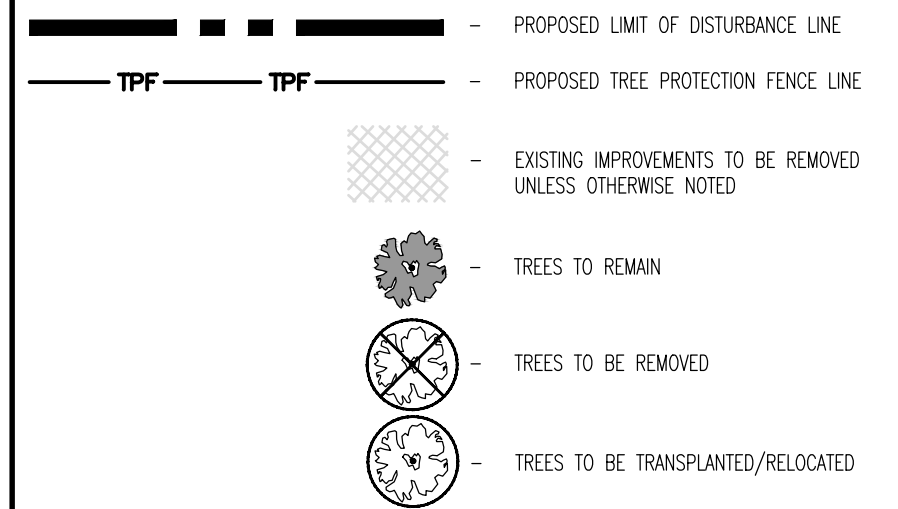 – PROPOSED LIMIT OF DISTURBANCE LINE
TPF TPF – PROPOSED TREE PROTECTION FENCE LINE
– EXISTING IMPROVEMENTS TO BE REMOVED
UNLESS OTHERWISE NOTED
– TREES TO REMAIN
– TREES TO BE REMOVED
– TREES TO BE TRANSPLANTED/RELOCATED